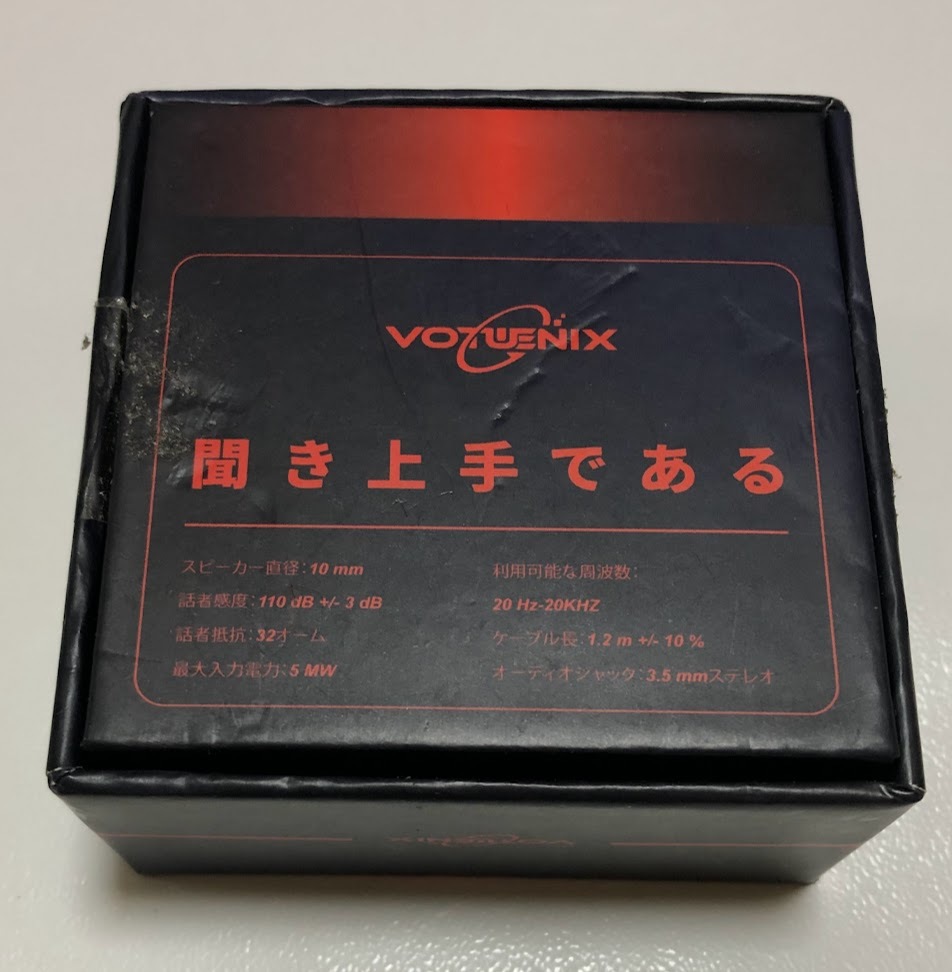 VOTUENIX
聞き上手である
スピーカー直径：10 mm
話者感度：110 dB +/- 3 dB
話者抵抗：32オーム
最大入力電力：5 MW
利用可能な周波数：
20 Hz-20KHZ
ケーブル長：1.2 m +/- 10 %
オーディオジャック：3.5 mmステレオ
VOTUENIX